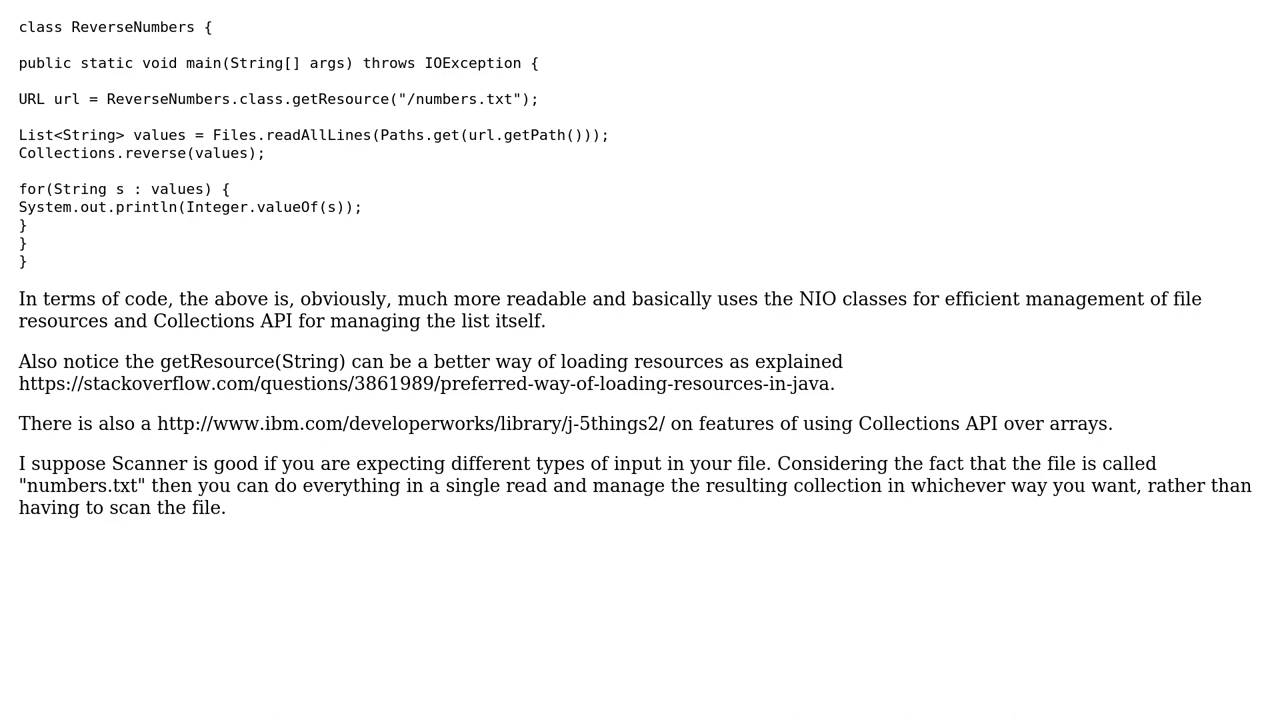 class ReverseNumbers {
public static void main(String[] args) throws IOException {
URL url = ReverseNumbers.class.getResource("/numbers.txt");
List<String> values = Files.readAllLines(Paths.get(url.getPath()));
Collections.reverse(values);
for(String s : values) {
System.out.println(Integer.valueOf(s));
}
}
}
In terms of code, the above is, obviously, much more readable and basically uses the NIO classes for efficient management of file
resources and Collections API for managing the list itself.
Also notice the getResource(String) can be a better way of loading resources as explained
https://stackoverflow.com/questions/3861989/preferred-way-of-loading-resources-in-java.
There is also a http://www.ibm.com/developerworks/library/j-5things2/ on features of using Collections API over arrays.
I suppose Scanner is good if you are expecting different types of input in your file. Considering the fact that the file is called
"numbers.txt" then you can do everything in a single read and manage the resulting collection in whichever way you want, rather than
having to scan the file.